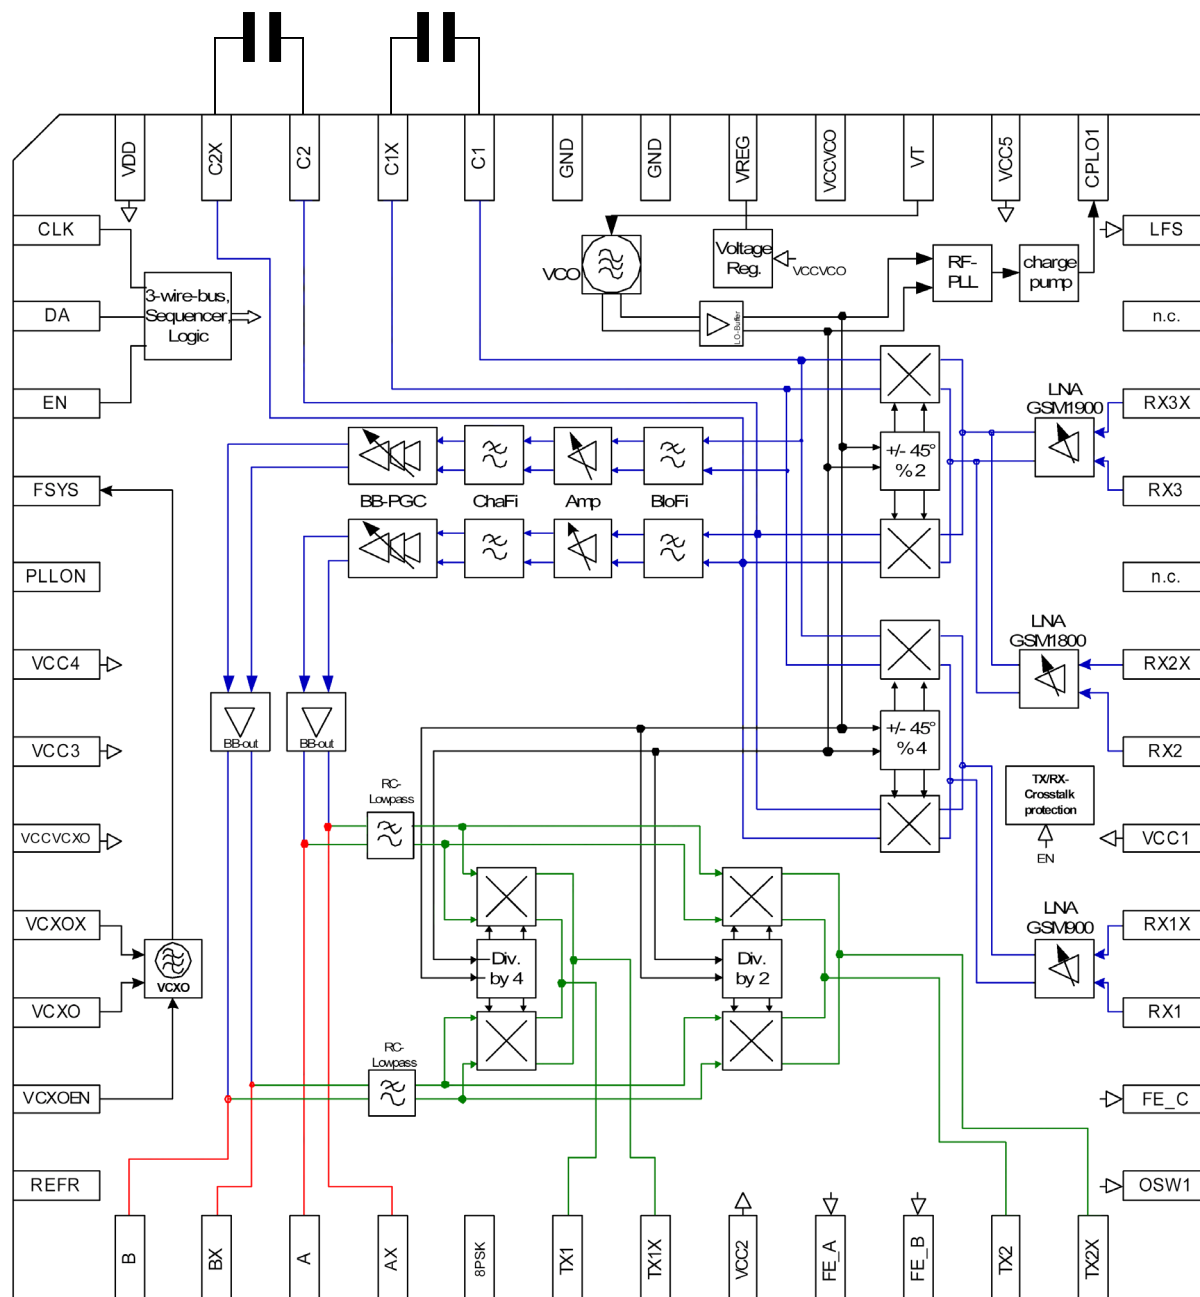 VDD
C2X
C2
C1X
C1
GND
GND
VREG
VCCVCO
VT
VCC5
CPLO1
CLK
DA
EN
FSYS
PLLON
VCC4
VCC3
VCCVCXO
VCXOX
VCXO
VCXOEN
REFR
3-wire-bus,
Sequencer,
Logic
VCO
Voltage
Reg.
VCCVCO
LO-Buffer
RF-
PLL
charge
pump
LFS
n.c.
RX3X
RX3
n.c.
RX2X
RX2
VCC1
RX1X
RX1
FE_C
OSW1
LNA
GSM1900
+/- 45°
% 2
BB-PGC
ChaFi
Amp
BloFi
LNA
GSM1800
+/- 45°
% 4
BB-out
BB-out
TX/RX-
Crosstalk
protection
EN
RC-
Lowpass
LNA
GSM900
Div.
by 4
Div.
by 2
VCXO
RC-
Lowpass
B
BX
A
AX
8PSK
TX1
TX1X
VCC2
FE_A
FE_B
TX2
TX2X